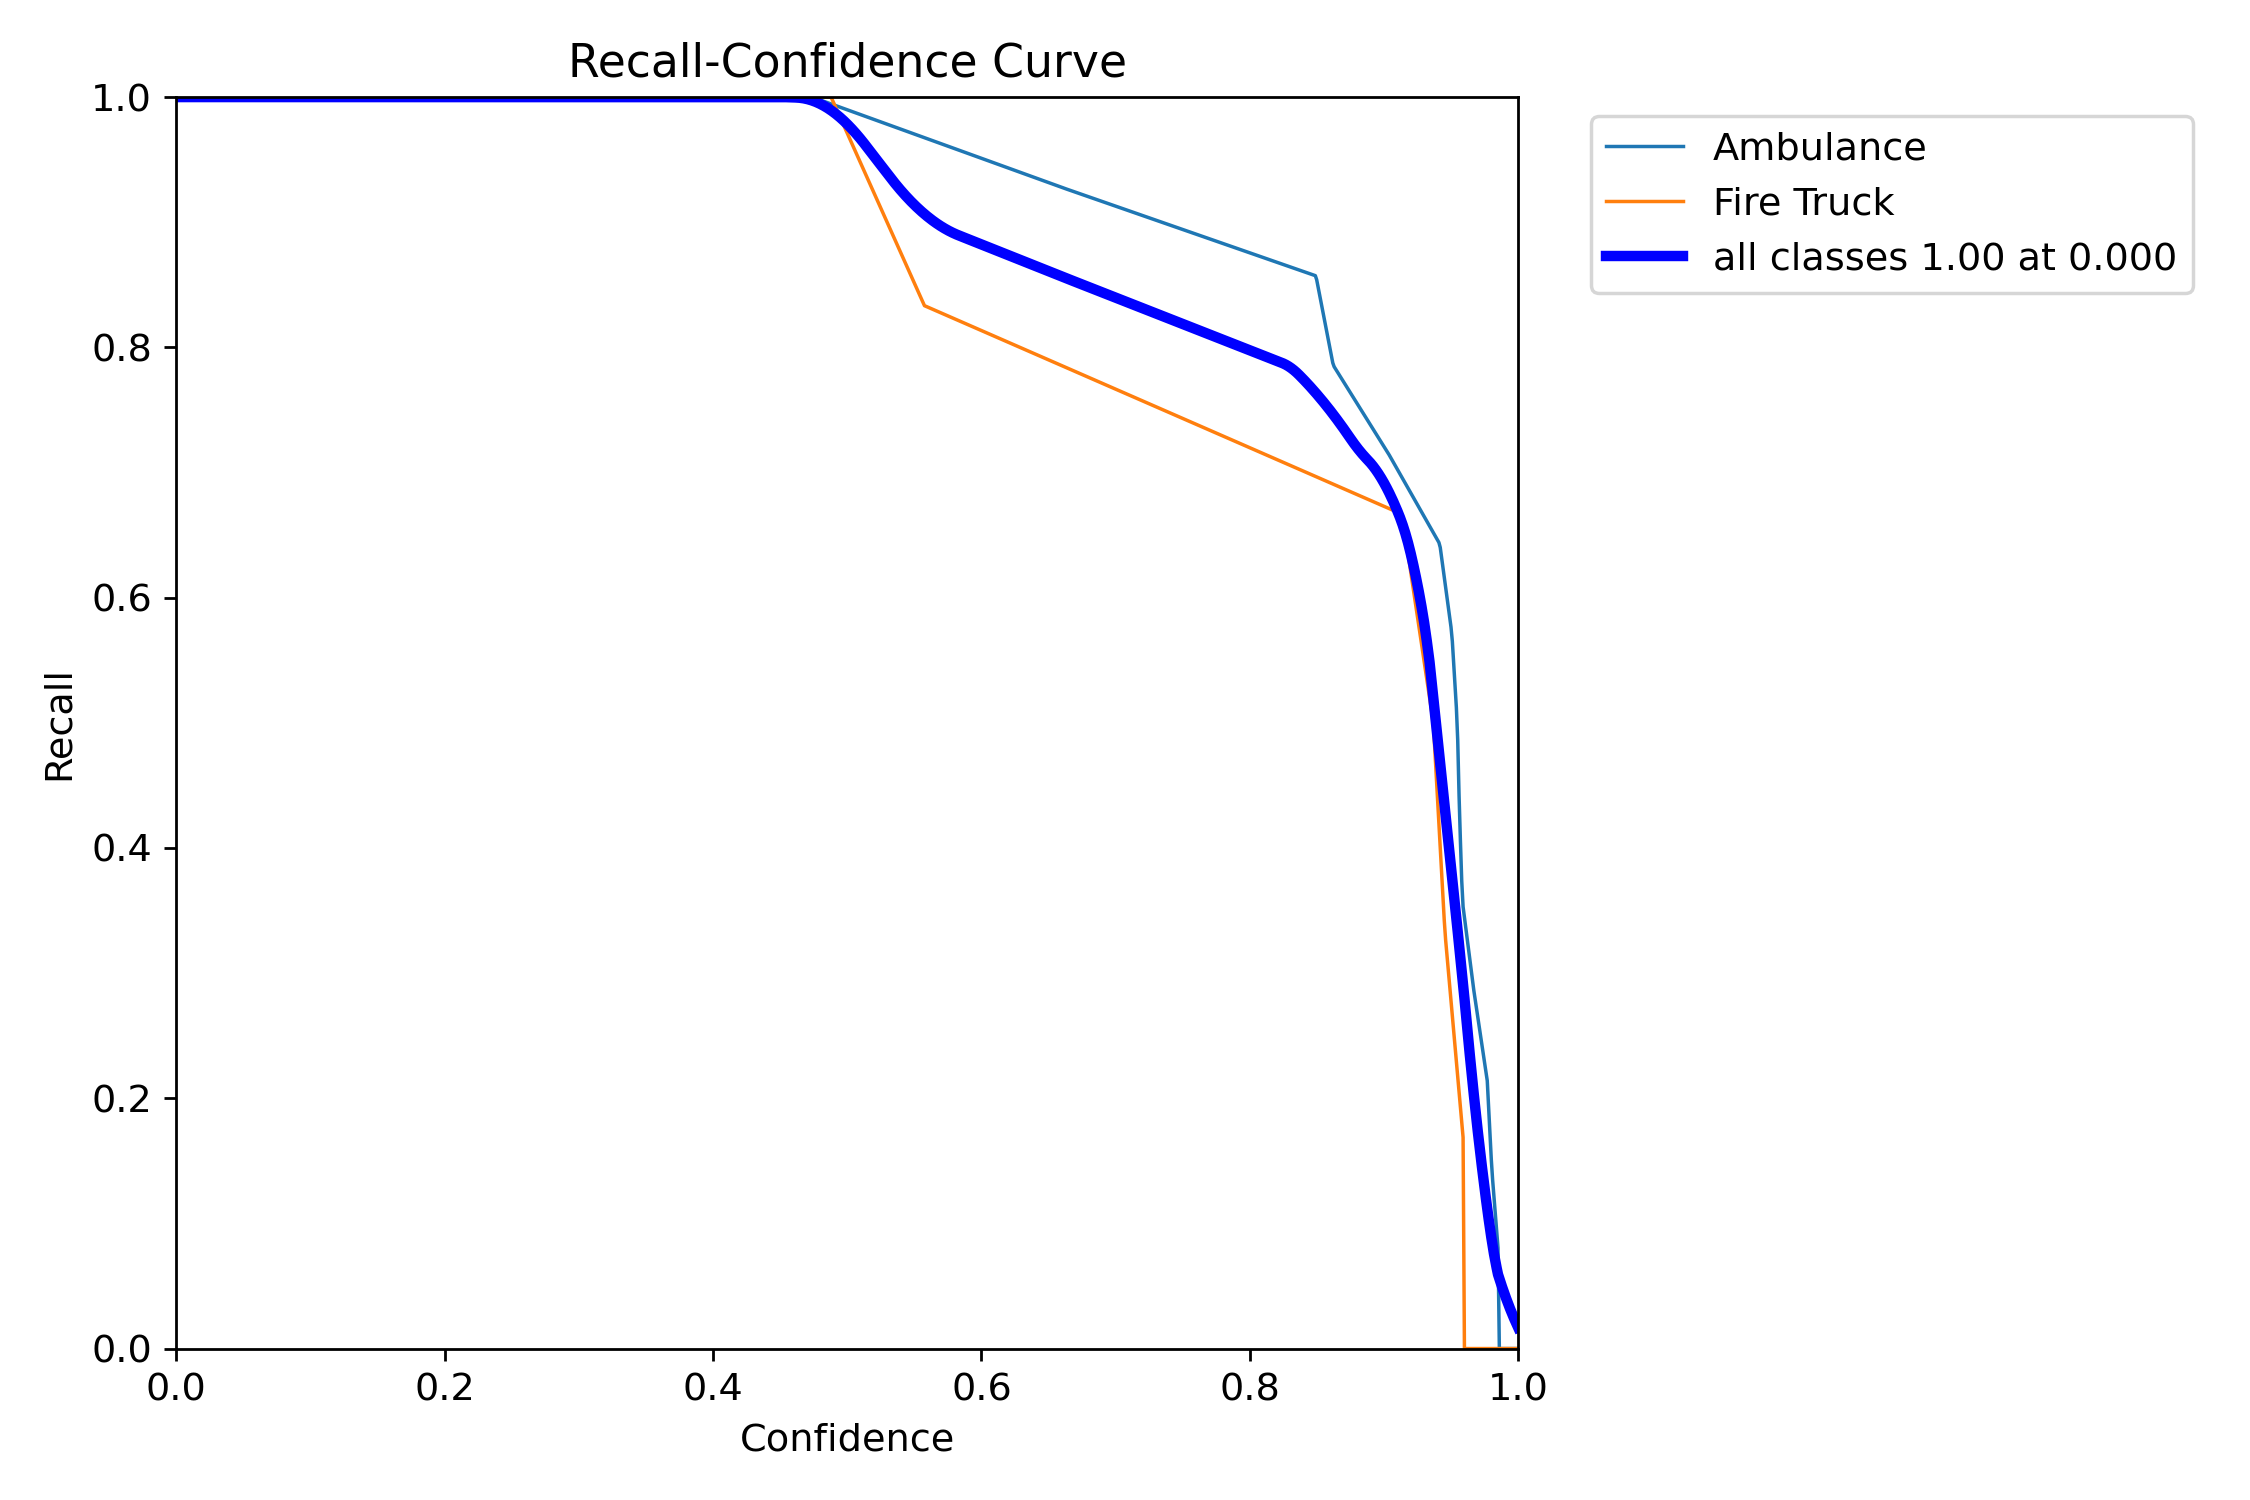 Recall-Confidence Curve
Ambulance
Fire Truck
all classes 1.00 at 0.000
1.0
0.8
0.6
0.4
0.2
0.0
Recall
0.0 0.2 0.4 0.6 0.8 1.0
Confidence